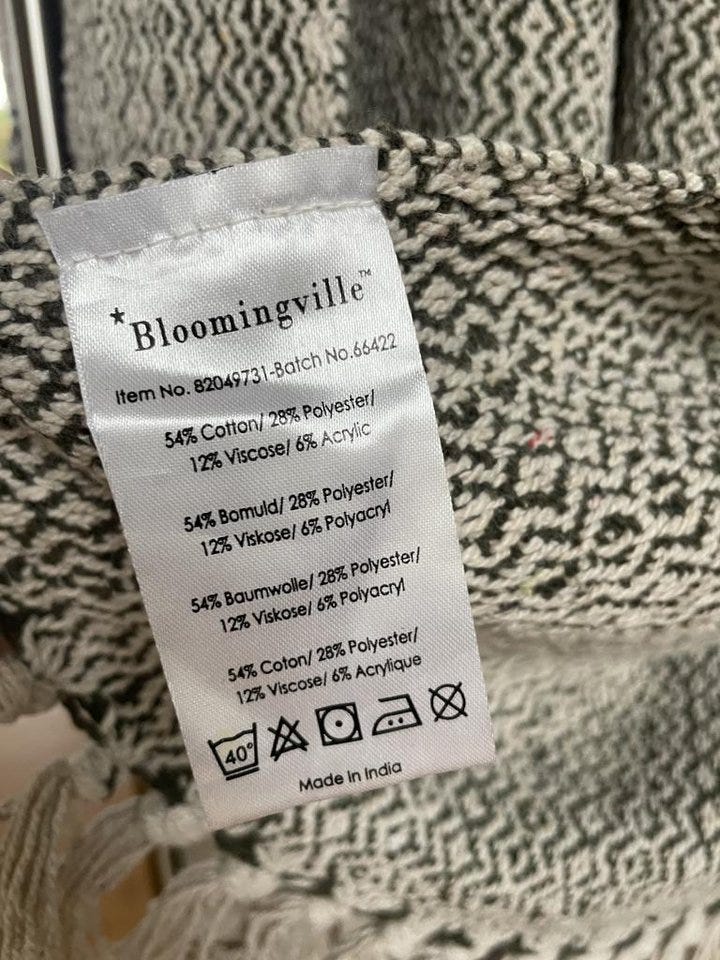 *Bloomingville™
Item No. 82049731-Batch No.66422
54% Cotton/ 28% Polyester/
12% Viscose/ 6% Acrylic
54% Bomuld/ 28% Polyester/
12% Viskose/ 6% Polyacryl
54% Baumwolle/ 28% Polyester/
12% Viskose/ 6% Polyacryl
54% Coton/ 28% Polyester/
12% Viscose/ 6% Acrylique
40°
Made In India